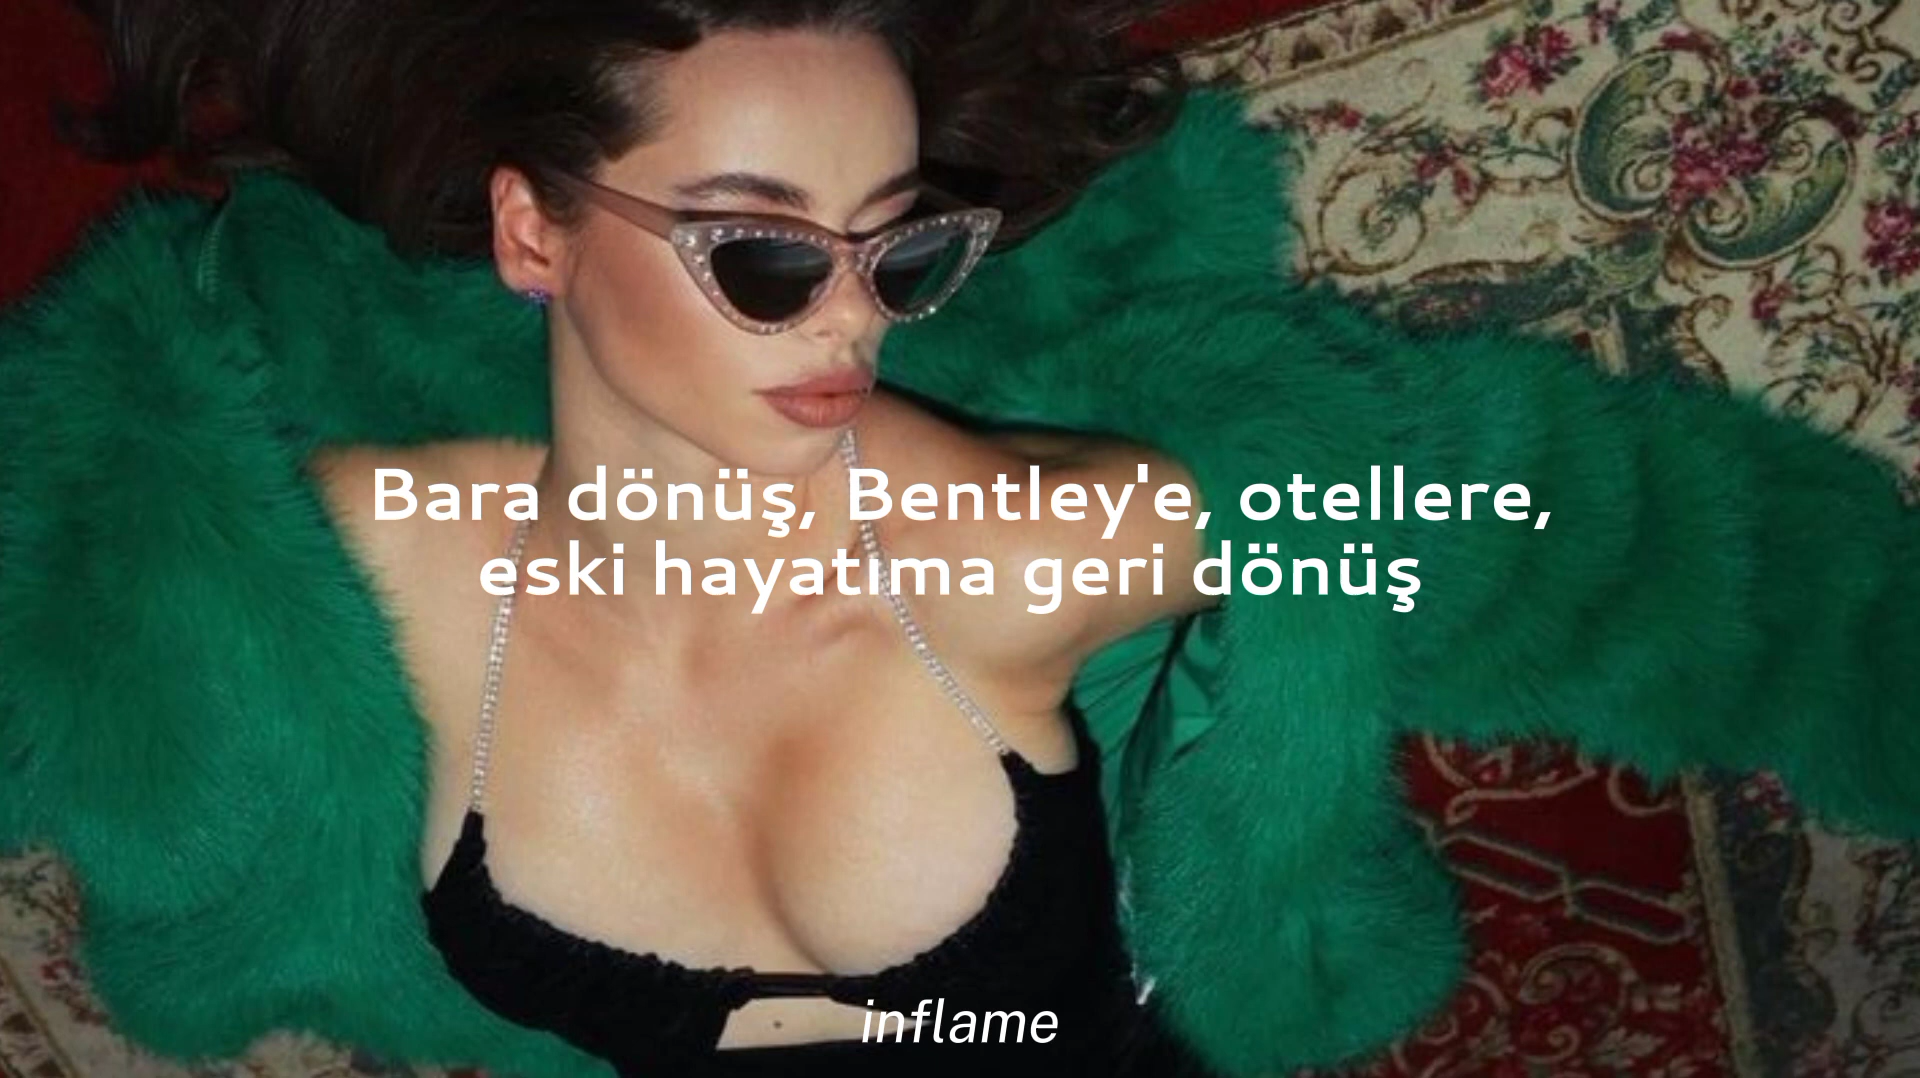 Bara dönüş, Bentley'e, otellere,
eski hayatıma geri dönüş
inflame